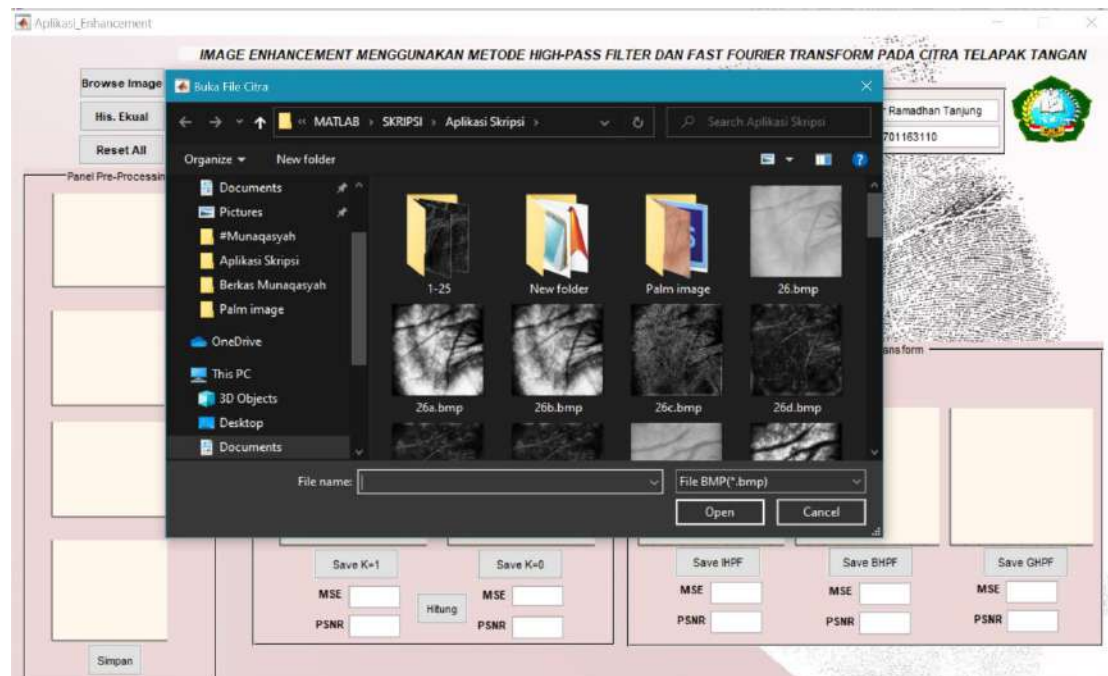 Aplikasi_Enhancement
IMAGE ENHANCEMENT MENGGUNAKAN METODE HIGH-PASS FILTER DAN FAST FOURIER TRANSFORM PADA CITRA TELAPAK TANGAN
Browse Image
His. Ekual
Reset All
Ramadhan Tanjung
701163110
Panel Pre-Processin
Buka File Citra
« MATLAB › SKRIPSI › Aplikasi Skripsi ›
Search Aplikasi Skripsi
Organize
New folder
Documents
Pictures
#Munaqasyah
Aplikasi Skripsi
Berkas Munaqasyah
Palm image
OneDrive
This PC
3D Objects
Desktop
Documents
1-25
New folder
Palm image
26.bmp
26a.bmp
26b.bmp
26c.bmp
26d.bmp
File name:
File BMP(*.bmp)
Open
Cancel
ansform
Save K=1
Save K=0
Save IHPF
Save BHPF
Save GHPF
MSE
Hitung
MSE
MSE
MSE
MSE
PSNR
PSNR
PSNR
PSNR
PSNR
Simpan